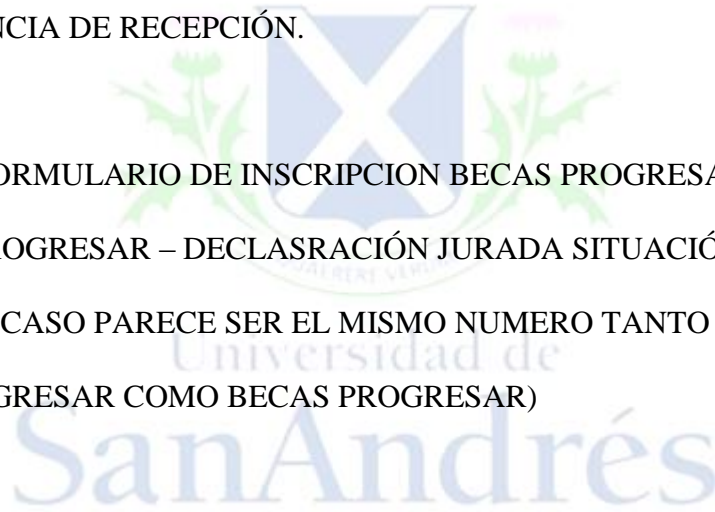 NCIA DE RECEPCIÓN.
ORMULARIO DE INSCRIPCION BECAS PROGRESA
ROGRESAR – DECLASRACIÓN JURADA SITUACIÓ
CASO PARECE SER EL MISMO NUMERO TANTO
GRESAR COMO BECAS PROGRESAR)
Universidad de
SanAndrés